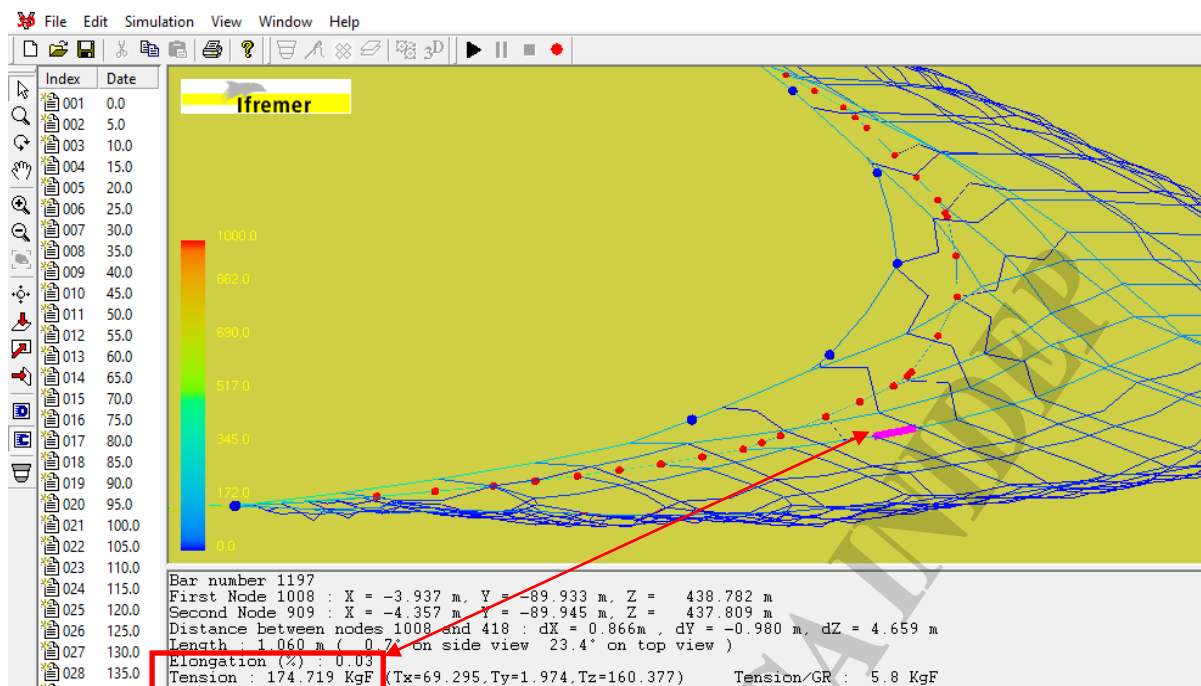 File Edit Simulation View Window Help
3D
Index Date
001 0.0
002 5.0
003 10.0
004 15.0
005 20.0
006 25.0
007 30.0
008 35.0
009 40.0
010 45.0
011 50.0
012 55.0
013 60.0
014 65.0
015 70.0
016 75.0
017 80.0
018 85.0
019 90.0
020 95.0
021 100.0
022 105.0
023 110.0
024 115.0
025 120.0
026 125.0
027 130.0
028 135.0
Ifremer
1000.0
862.0
690.0
517.0
345.0
172.0
0.0
Bar number 1197
First Node 1008 : X = -3.937 m, Y = -89.933 m, Z = 438.782 m
Second Node 909 : X = -4.357 m, Y = -89.945 m, Z = 437.809 m
Distance between nodes 1008 and 418 : dX = 0.866m , dY = -0.980 m, dZ = 4.659 m
Length : 1.060 m ( 0.7° on side view 23.4° on top view )
Elongation (%) : 0.03
Tension : 174.719 KgF (Tx=69.295,Ty=1.974,Tz=160.377) Tension/GR : 5.8 KgF
INIDEP